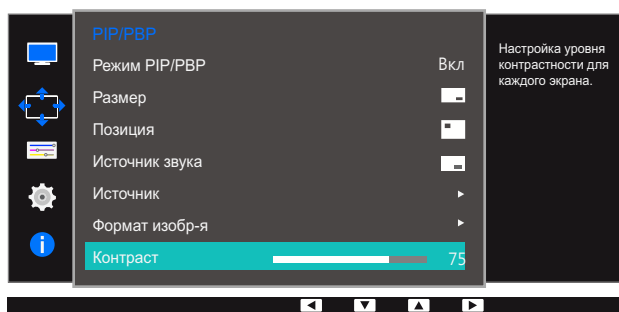 PIP/PBP
Режим PIP/PBP Вкл
Размер
Позиция
Источник звука
Источник
Формат изобр-я
Контраст 75
Настройка уровня
контрастности для
каждого экрана.